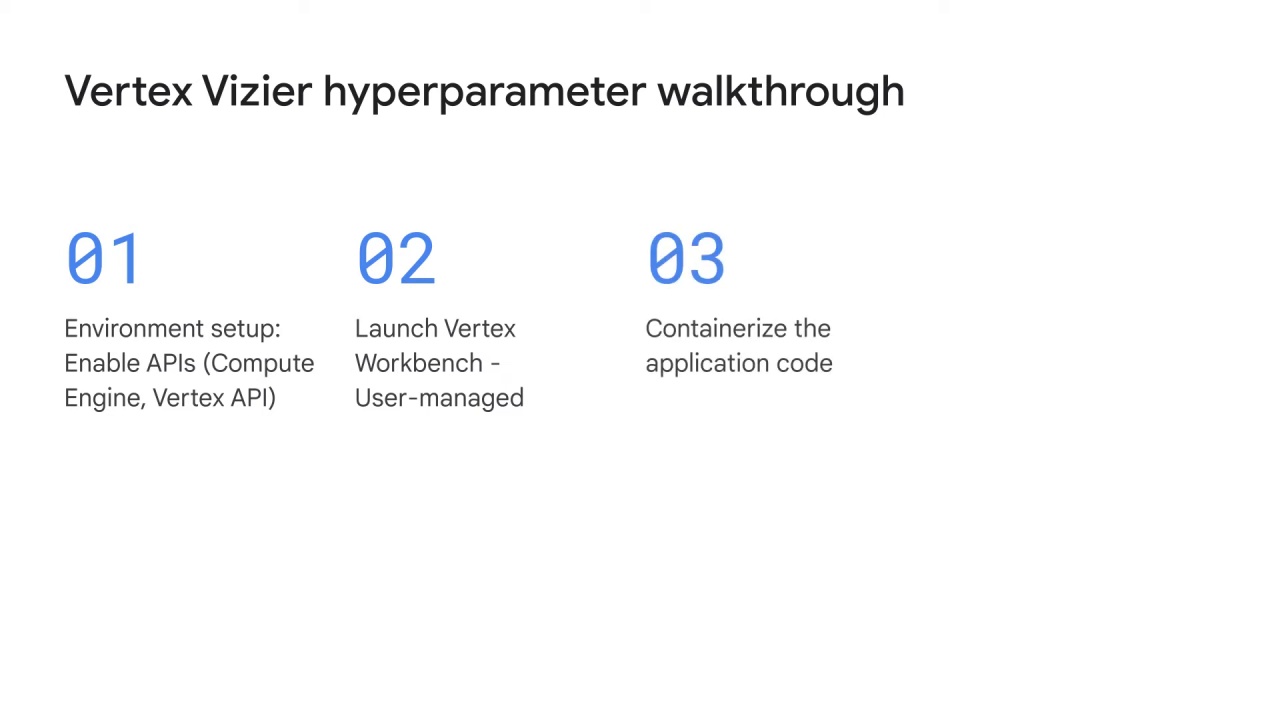 Vertex Vizier hyperparameter walkthrough
01
Environment setup:
Enable APIs (Compute
Engine, Vertex API)
02
Launch Vertex
Workbench -
User-managed
03
Containerize the
application code